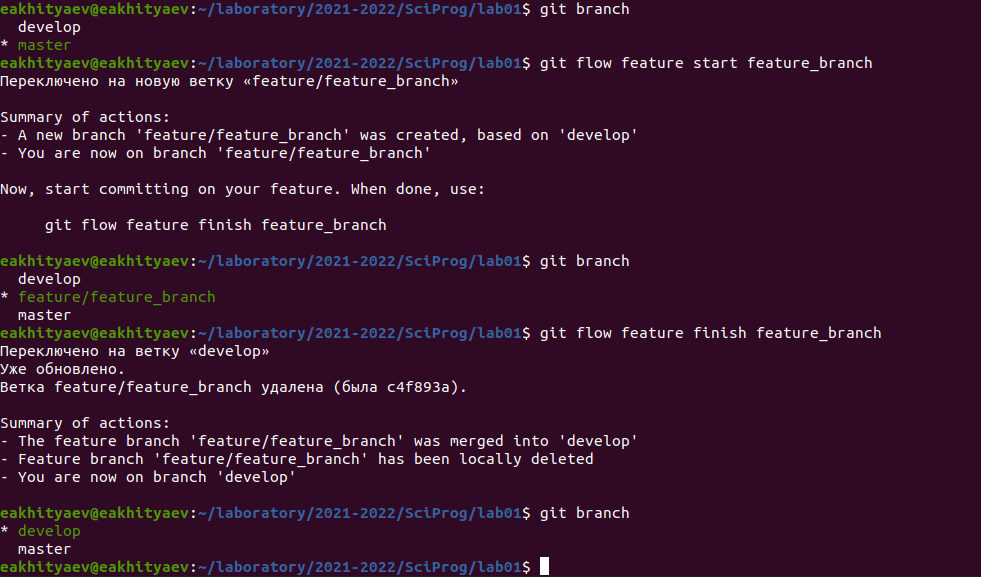 eakhityaev@eakhityaev:~/laboratory/2021-2022/SciProg/lab01$ git branch
  develop
* master
eakhityaev@eakhityaev:~/laboratory/2021-2022/SciProg/lab01$ git flow feature start feature_branch
Переключено на новую ветку «feature/feature_branch»

Summary of actions:
- A new branch 'feature/feature_branch' was created, based on 'develop'
- You are now on branch 'feature/feature_branch'

Now, start committing on your feature. When done, use:

     git flow feature finish feature_branch

eakhityaev@eakhityaev:~/laboratory/2021-2022/SciProg/lab01$ git branch
  develop
* feature/feature_branch
  master
eakhityaev@eakhityaev:~/laboratory/2021-2022/SciProg/lab01$ git flow feature finish feature_branch
Переключено на ветку «develop»
Уже обновлено.
Ветка feature/feature_branch удалена (была c4f893a).

Summary of actions:
- The feature branch 'feature/feature_branch' was merged into 'develop'
- Feature branch 'feature/feature_branch' has been locally deleted
- You are now on branch 'develop'

eakhityaev@eakhityaev:~/laboratory/2021-2022/SciProg/lab01$ git branch
* develop
  master
eakhityaev@eakhityaev:~/laboratory/2021-2022/SciProg/lab01$